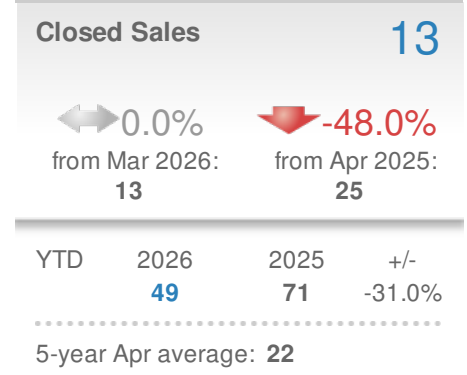 Closed Sales 13
0.0% -48.0%
from Mar 2026: from Apr 2025:
13 25
YTD 2026 2025 +/-
49 71 -31.0%
5-year Apr average: 22